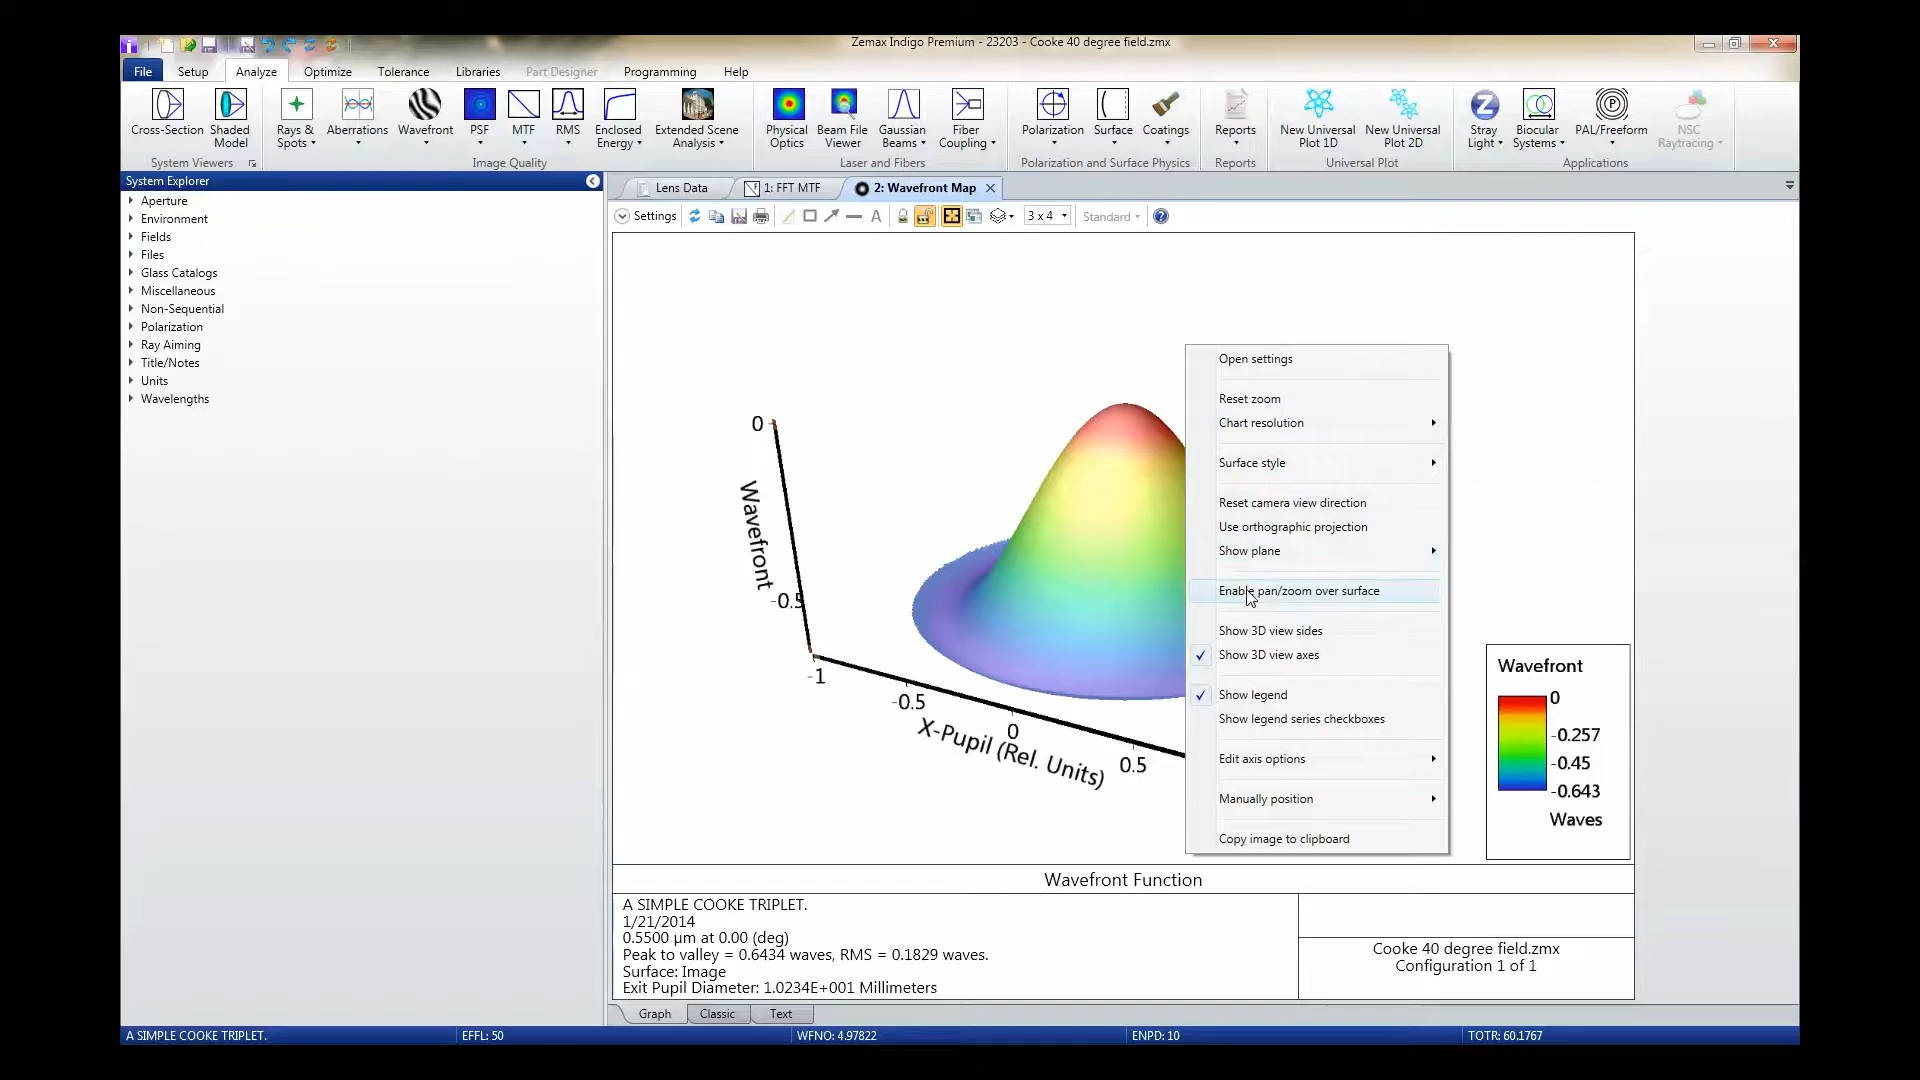 Zemax Indigo Premium - 23203 - Cooke 40 degree field.zmx
File Setup Analyze Optimize Tolerance Libraries Part Designer Programming Help
Cross-Section Shaded Model Rays & Spots Aberrations Wavefront PSF MTF RMS Enclosed Energy Extended Scene Analysis Physical Optics Beam File Viewer Gaussian Beams Fiber Coupling Polarization Surface Coatings Reports New Universal Plot 1D New Universal Plot 2D Stray Light Biocular Systems PAL/Freeform NSC Raytracing
System Viewers Image Quality Laser and Fibers Polarization and Surface Physics Reports Universal Plot Applications
System Explorer
Aperture
Environment
Fields
Files
Glass Catalogs
Miscellaneous
Non-Sequential
Polarization
Ray Aiming
Title/Notes
Units
Wavelengths
Lens Data 1: FFT MTF 2: Wavefront Map
Settings A 3 x 4 Standard
0
Wavefront
-0.5
-1
-0.5
0
0.5
X-Pupil (Rel. Units)
Open settings
Reset zoom
Chart resolution
Surface style
Reset camera view direction
Use orthographic projection
Show plane
Enable pan/zoom over surface
Show 3D view sides
Show 3D view axes
Show legend
Show legend series checkboxes
Edit axis options
Manually position
Copy image to clipboard
Wavefront
0
-0.257
-0.45
-0.643
Waves
Wavefront Function
A SIMPLE COOKE TRIPLET.
1/21/2014
0.5500 µm at 0.00 (deg)
Peak to valley = 0.6434 waves, RMS = 0.1829 waves.
Surface: Image
Exit Pupil Diameter: 1.0234E+001 Millimeters
Cooke 40 degree field.zmx
Configuration 1 of 1
Graph Classic Text
A SIMPLE COOKE TRIPLET. EFFL: 50 WFNO: 4.97822 ENPD: 10 TOTR: 60.1767